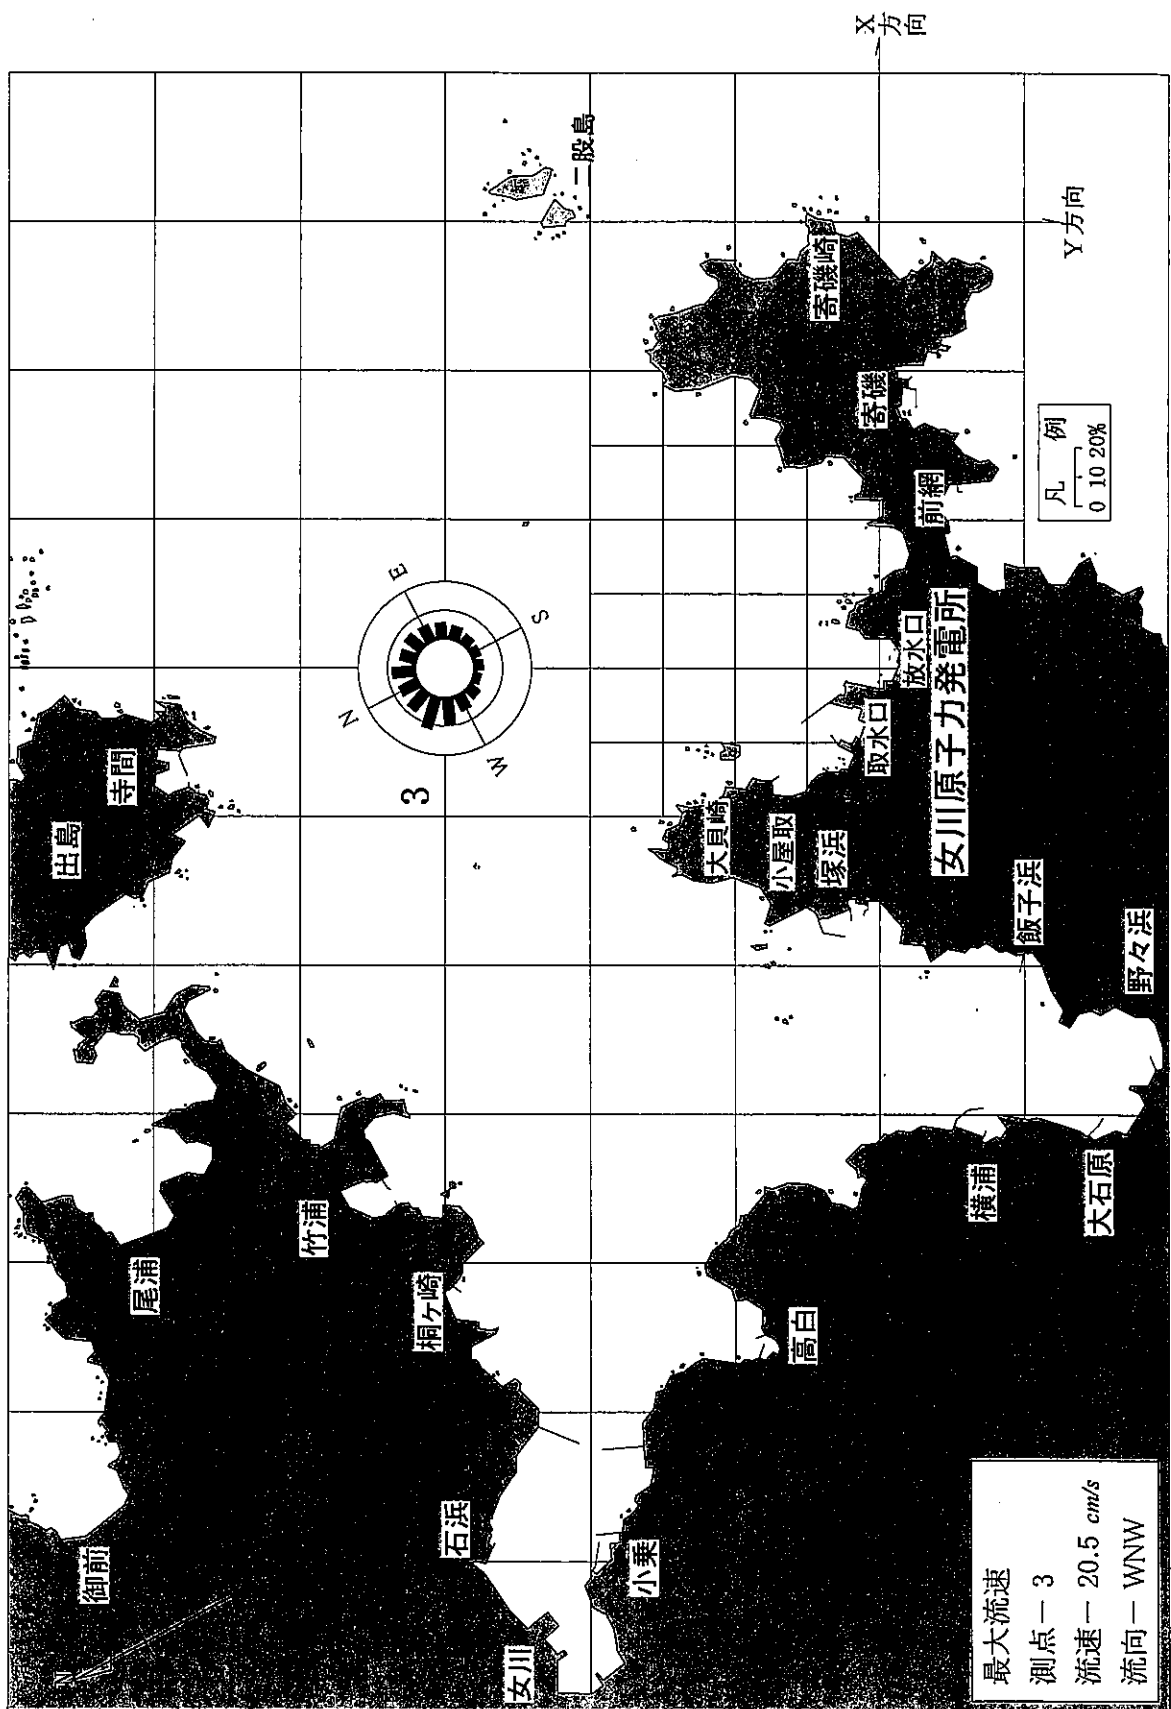 X方向
二股島
Y方向
寄磯崎
寄磯
前網
凡 例
0 10 20%
E
S
N
W
3
出島
寺間
大貝崎
小屋取
塚浜
取水口
放水口
女川原子力発電所
飯子浜
野々浜
尾浦
竹浦
桐ヶ崎
横浦
大石原
高白
御前
石浜
小乗
女川
N
最大流速
測点－3
流速－20.5 cm/s
流向－WNW